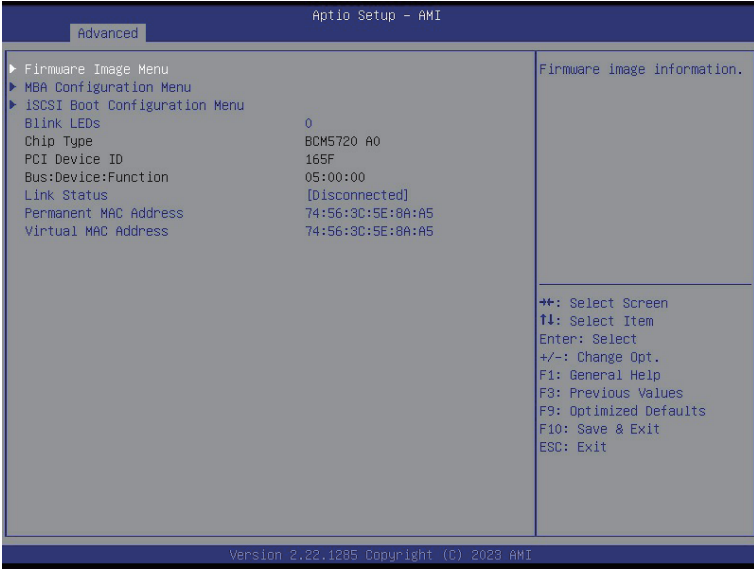 Aptio Setup – AMI
Advanced
Firmware Image Menu
MBA Configuration Menu
iSCSI Boot Configuration Menu
Blink LEDs 0
Chip Type BCM5720 A0
PCI Device ID 165F
Bus:Device:Function 05:00:00
Link Status [Disconnected]
Permanent MAC Address 74:56:3C:5E:8A:A5
Virtual MAC Address 74:56:3C:5E:8A:A5
Firmware image information.
→←: Select Screen
↑↓: Select Item
Enter: Select
+/-: Change Opt.
F1: General Help
F3: Previous Values
F9: Optimized Defaults
F10: Save & Exit
ESC: Exit
Version 2.22.1285 Copyright (C) 2023 AMI